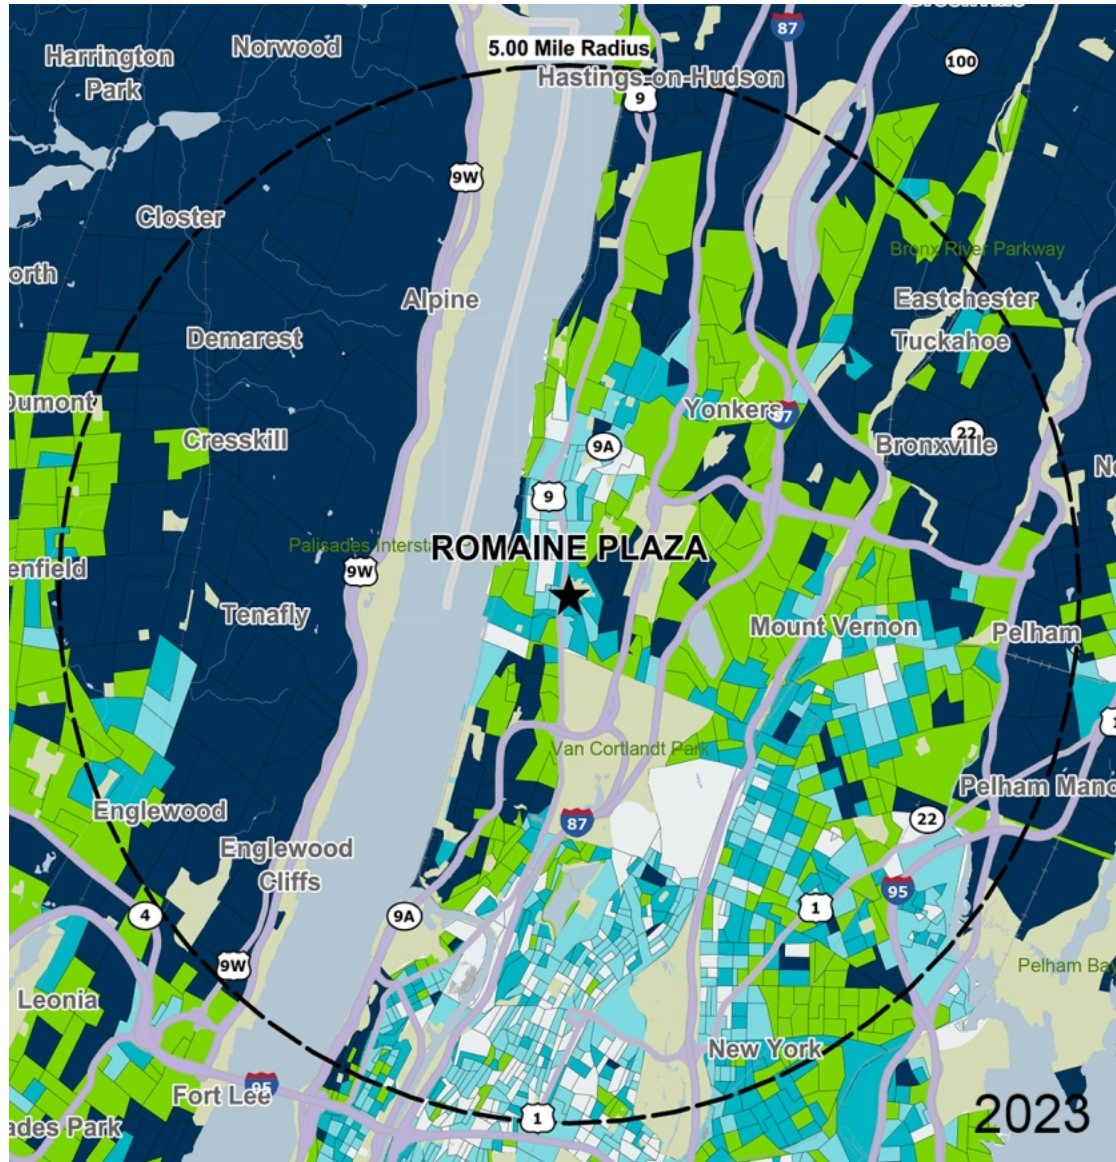 Harrington
Park
Norwood
5.00 Mile Radius
Hastings-on-Hudson
87
100
9
9W
Closter
orth
Alpine
Bronx River Parkway
Eastchester
Tuckahoe
Demarest
Dumont
Yonkers
87
Cresskill
9A
22
Bronxville
9
ROMAINE PLAZA
enfield
9W
Tenafly
Mount Vernon
Pelham
Van Cortlandt Park
1
Pelham Mano
Englewood
87
22
Englewood
Cliffs
95
1
4
9A
9W
Pelham Ba
Leonia
New York
Fort Lee
95
1
2023
ades Park